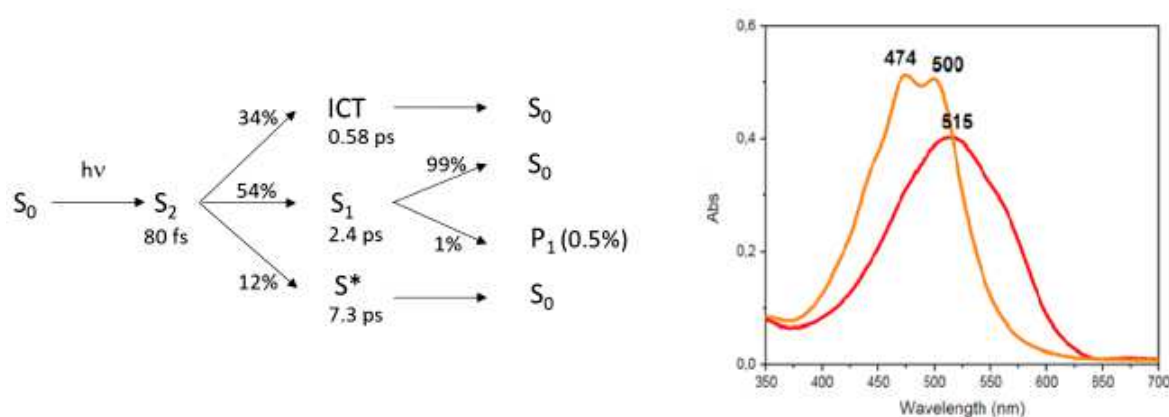 ICT
34%
0.58 ps
S0
hν
99%
S0
S0
S2
54%
S1
80 fs
2.4 ps
1%
P1 (0.5%)
12%
S*
7.3 ps
S0
0,6
0,4
0,2
0,0
Abs
474
500
515
350 400 450 500 550 600 650 700
Wavelength (nm)